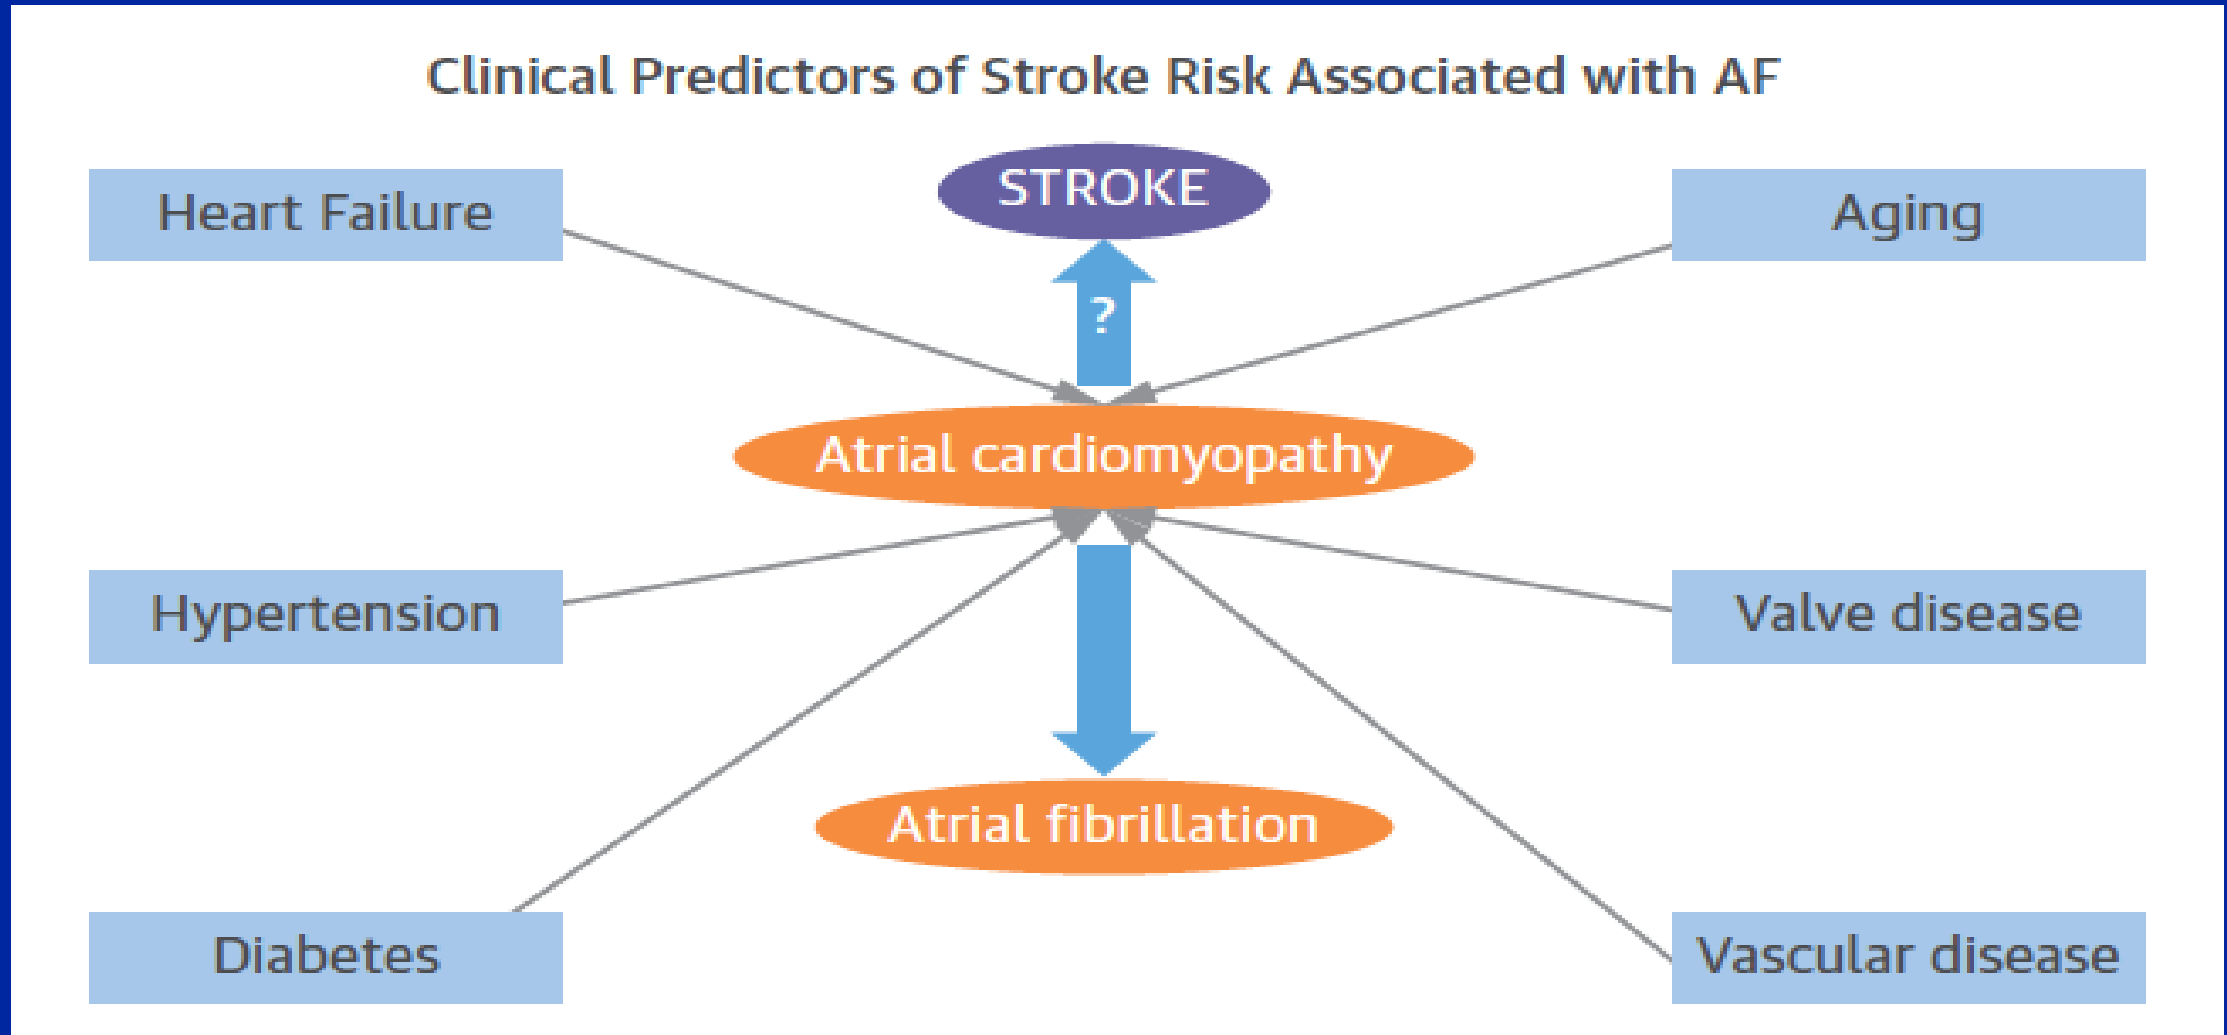 Clinical Predictors of Stroke Risk Associated with AF
Heart Failure
STROKE
Aging
?
Atrial cardiomyopathy
Hypertension
Valve disease
Atrial fibrillation
Diabetes
Vascular disease